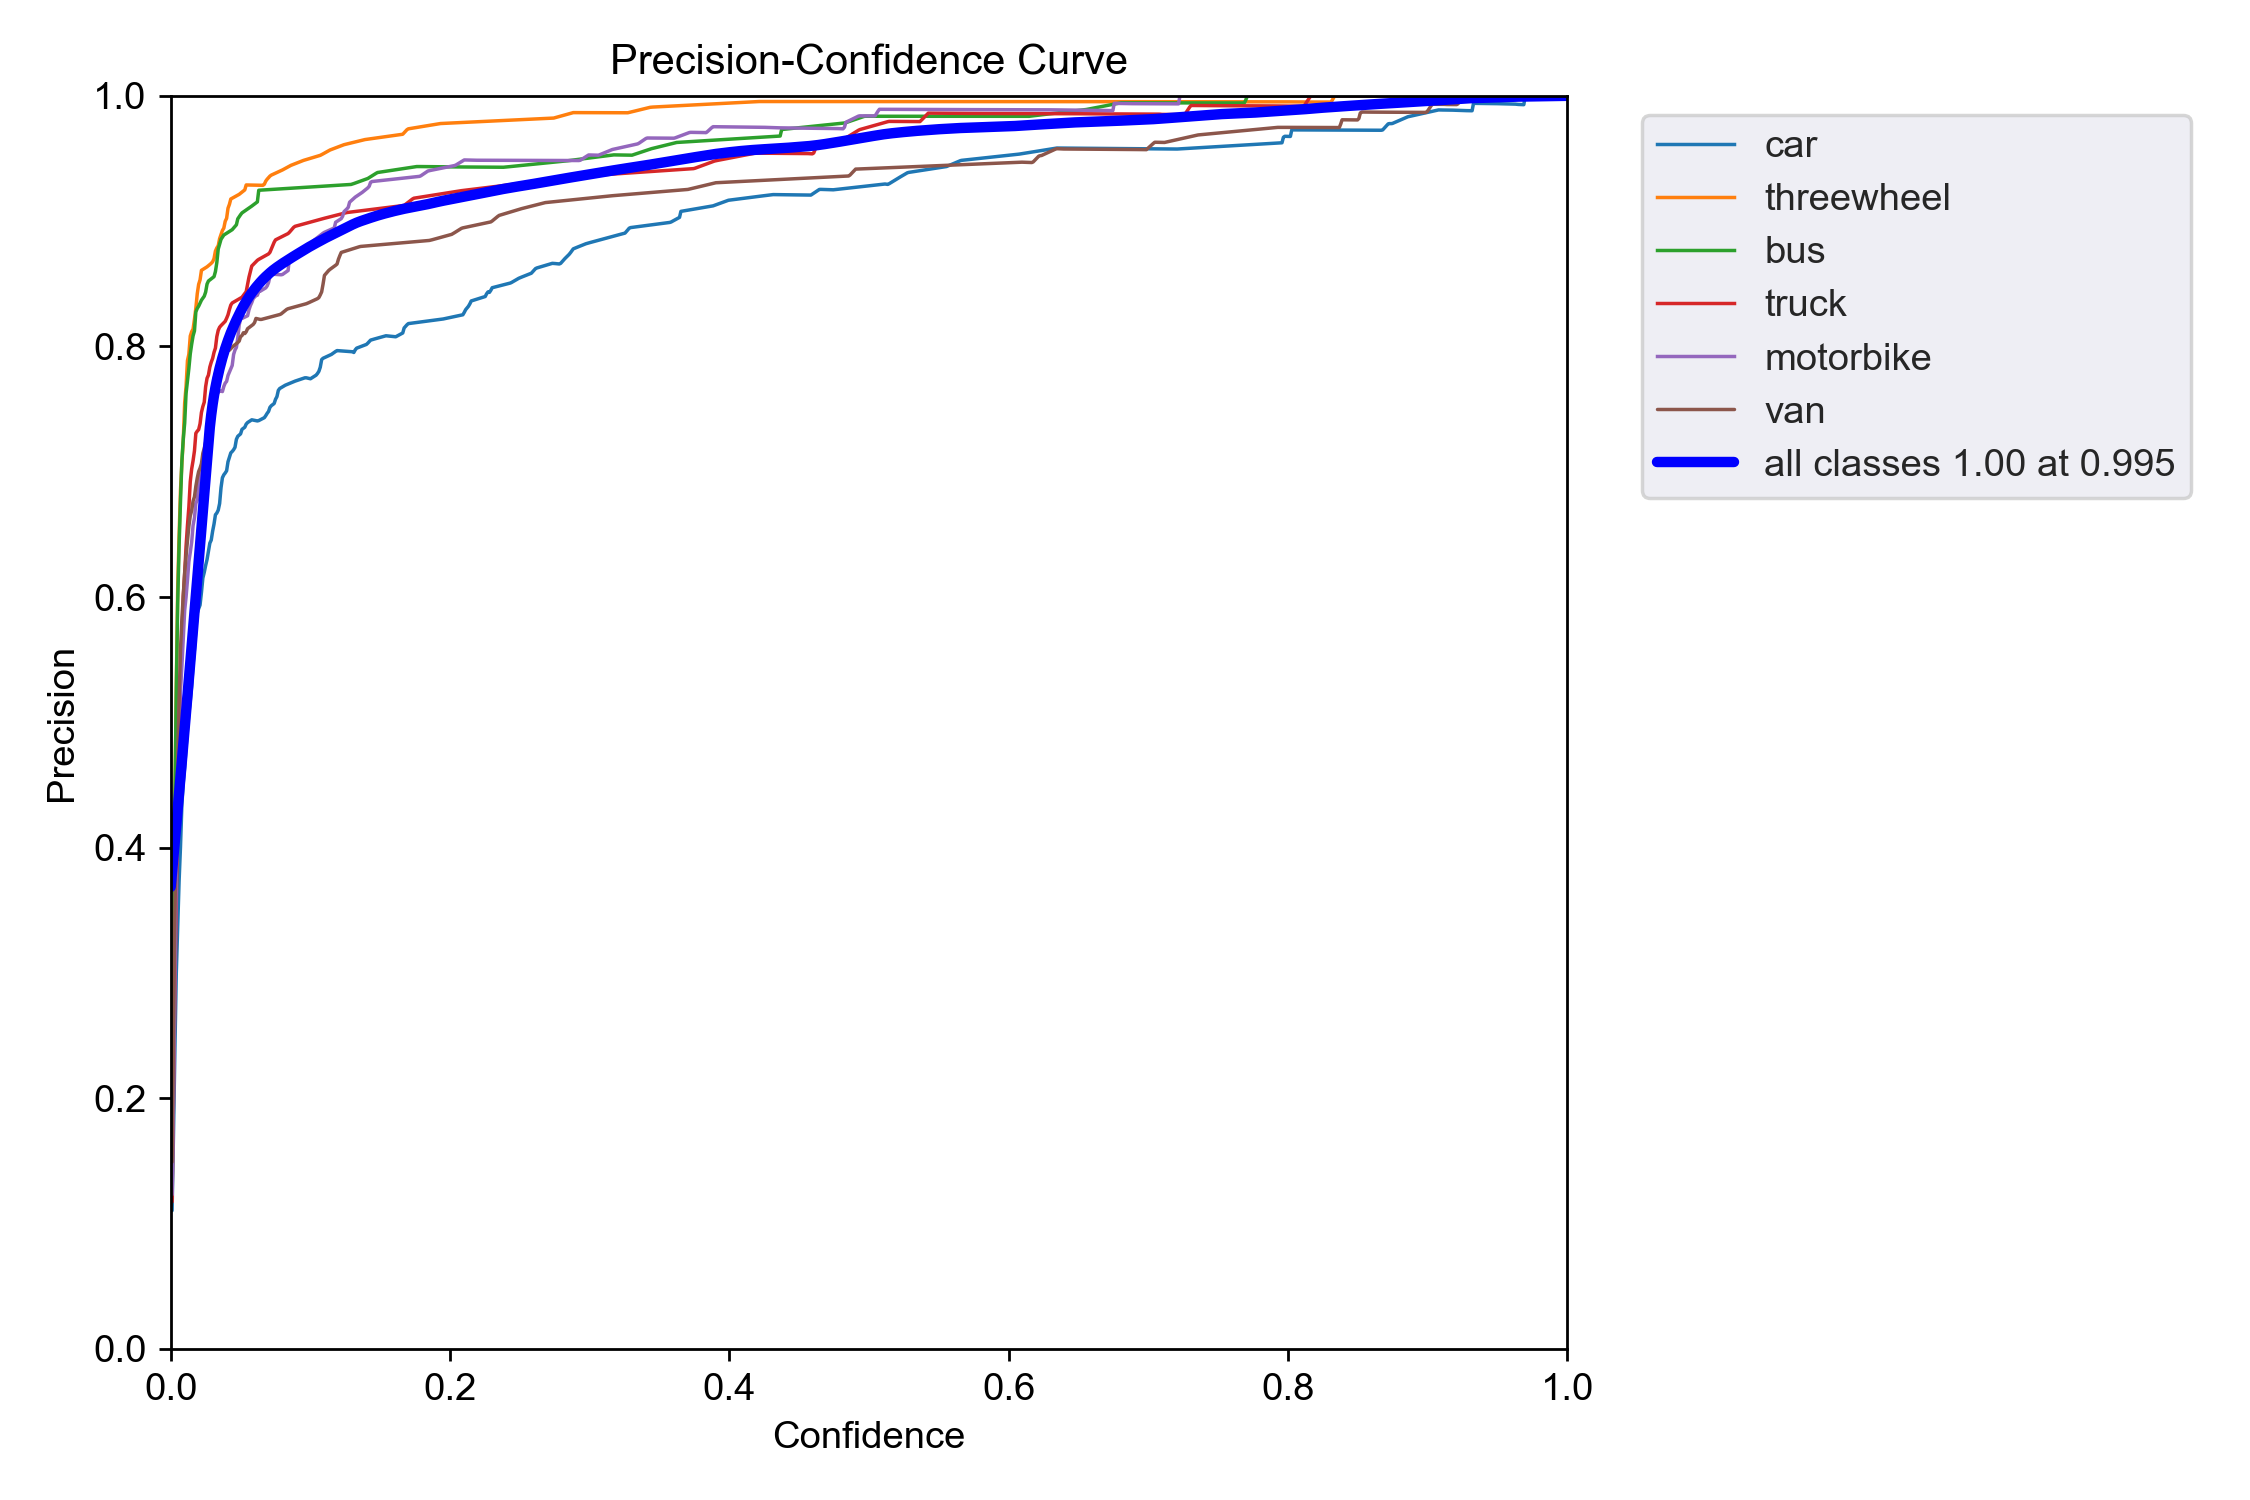 Precision-Confidence Curve
1.0
0.8
0.6
0.4
0.2
0.0
Precision
0.0 0.2 0.4 0.6 0.8 1.0
Confidence
car
threewheel
bus
truck
motorbike
van
all classes 1.00 at 0.995